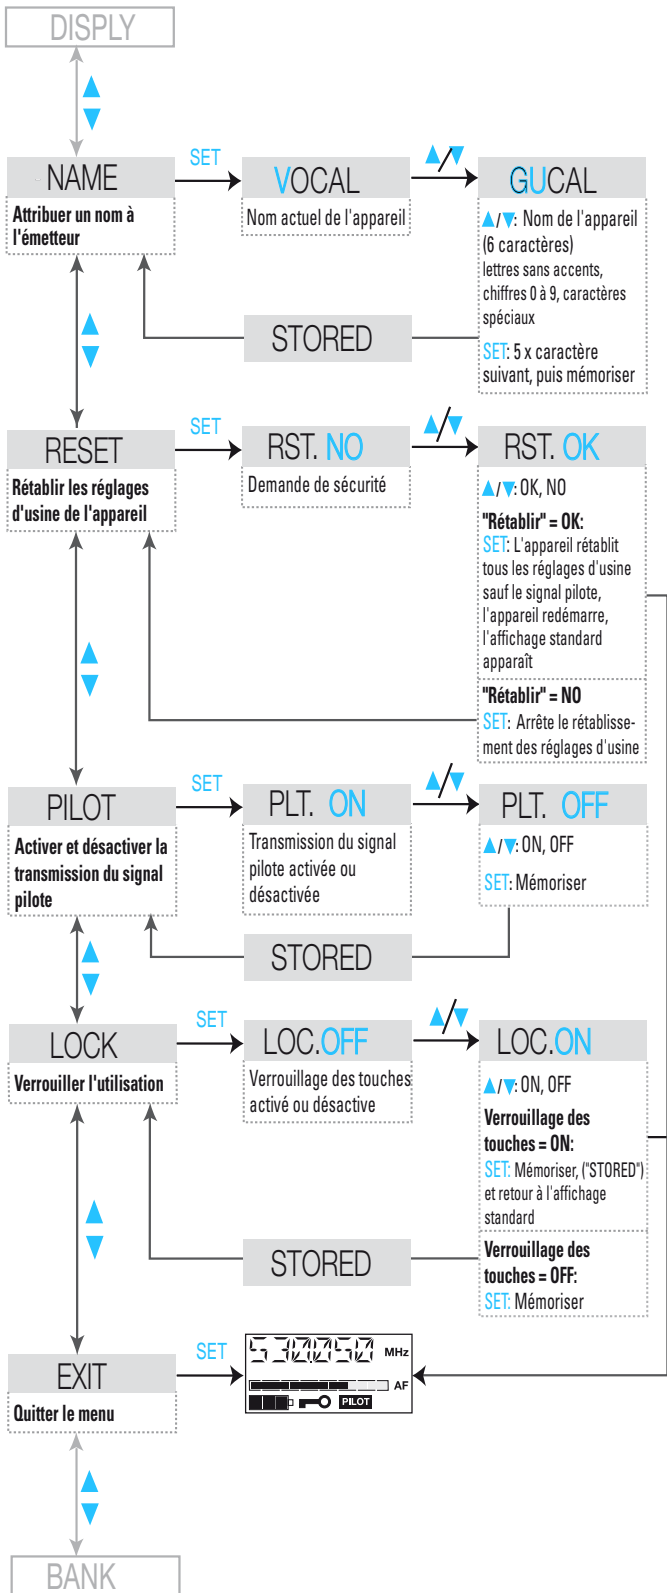 DISPLY
NAME
Attribuer un nom à
l'émetteur
SET
VOCAL
Nom actuel de l'appareil
▲/▼
GUCAL
▲/▼: Nom de l'appareil
(6 caractères)
lettres sans accents,
chiffres 0 à 9, caractères
spéciaux
SET: 5 x caractère
suivant, puis mémoriser
STORED
RESET
Rétablir les réglages
d'usine de l'appareil
SET
RST. NO
Demande de sécurité
▲/▼
RST. OK
▲/▼: OK, NO
"Rétablir" = OK:
SET: L'appareil rétablit
tous les réglages d'usine
sauf le signal pilote,
l'appareil redémarre,
l'affichage standard
apparaît
"Rétablir" = NO
SET: Arrête le rétablisse-
ment des réglages d'usine
PILOT
Activer et désactiver la
transmission du signal
pilote
SET
PLT. ON
Transmission du signal
pilote activée ou
désactivée
▲/▼
PLT. OFF
▲/▼: ON, OFF
SET: Mémoriser
STORED
LOCK
Verrouiller l'utilisation
SET
LOC.OFF
Verrouillage des touches
activé ou désactive
▲/▼
LOC.ON
▲/▼: ON, OFF
Verrouillage des
touches = ON:
SET: Mémoriser, ("STORED")
et retour à l'affichage
standard
Verrouillage des
touches = OFF:
SET: Mémoriser
STORED
EXIT
Quitter le menu
SET
530.050 MHz
AF
PILOT
BANK